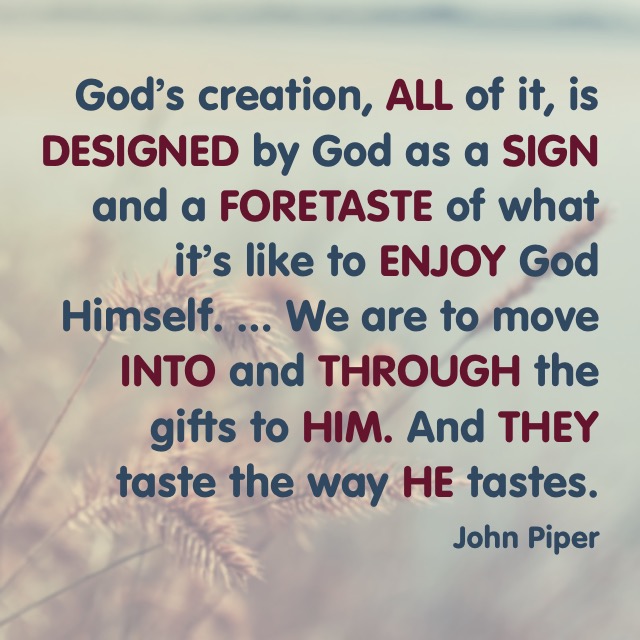 God’s creation, ALL of it, is
DESIGNED by God as a SIGN
and a FORETASTE of what
it’s like to ENJOY God
Himself. ... We are to move
INTO and THROUGH the
gifts to HIM. And THEY
taste the way HE tastes.
John Piper